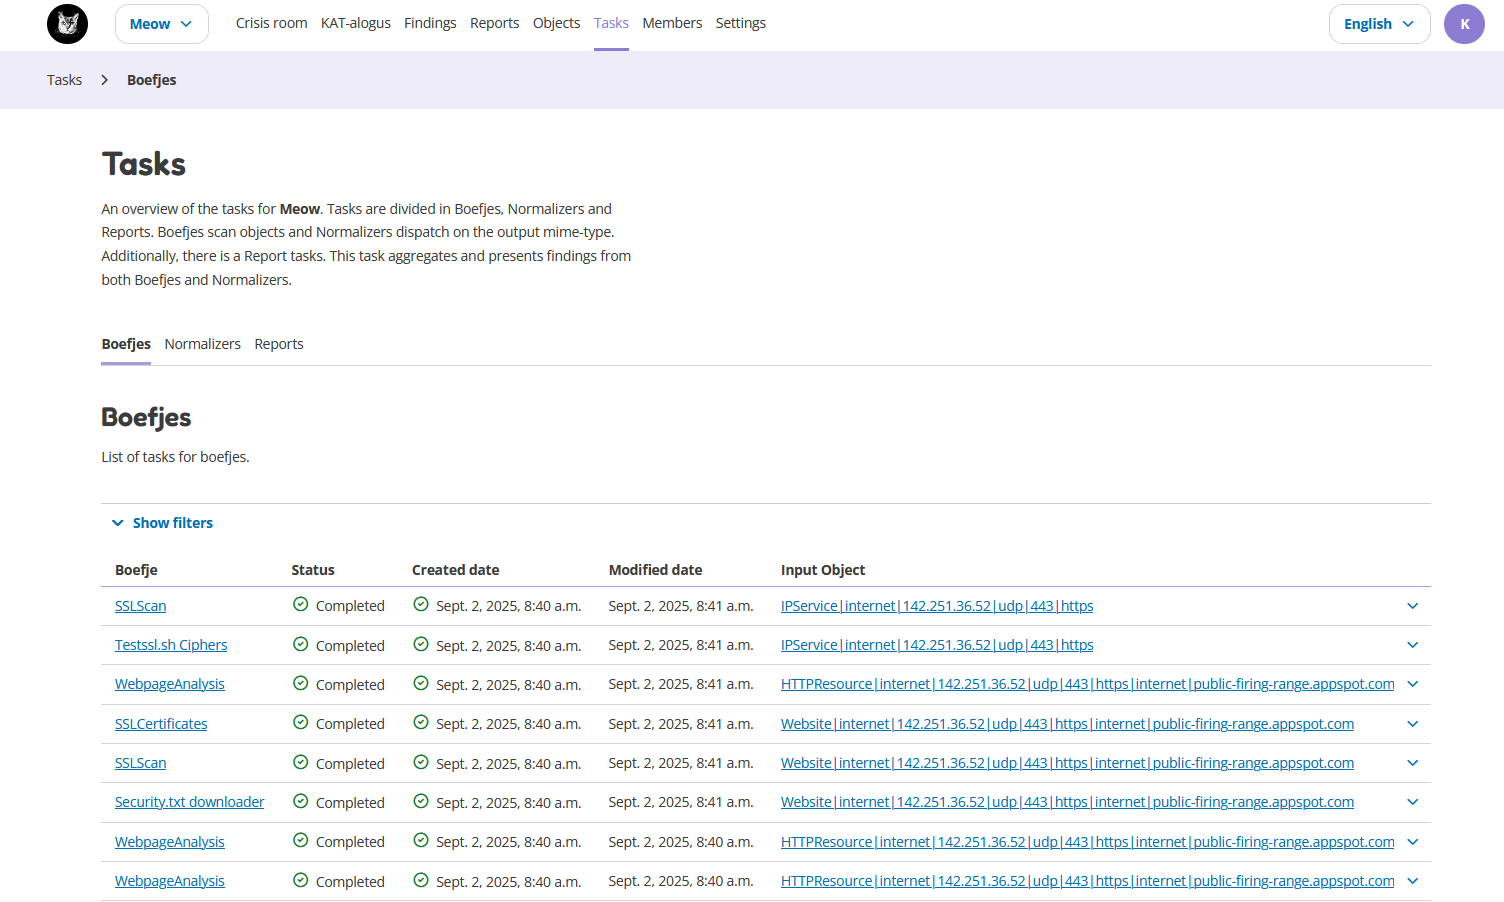 Meow Crisis room KAT-alogus Findings Reports Objects Tasks Members Settings English K
Tasks Boefjes
Tasks
An overview of the tasks for Meow. Tasks are divided in Boefjes, Normalizers and
Reports. Boefjes scan objects and Normalizers dispatch on the output mime-type.
Additionally, there is a Report tasks. This task aggregates and presents findings from
both Boefjes and Normalizers.
Boefjes Normalizers Reports
Boefjes
List of tasks for boefjes.
Show filters
Boefje Status Created date Modified date Input Object
SSLScan Completed Sept. 2, 2025, 8:40 a.m. Sept. 2, 2025, 8:41 a.m. IPService|internet|142.251.36.52|udp|443|https
Testssl.sh Ciphers Completed Sept. 2, 2025, 8:40 a.m. Sept. 2, 2025, 8:41 a.m. IPService|internet|142.251.36.52|udp|443|https
WebpageAnalysis Completed Sept. 2, 2025, 8:40 a.m. Sept. 2, 2025, 8:41 a.m. HTTPResource|internet|142.251.36.52|udp|443|https|internet|public-firing-range.appspot.com
SSLCertificates Completed Sept. 2, 2025, 8:40 a.m. Sept. 2, 2025, 8:41 a.m. Website|internet|142.251.36.52|udp|443|https|internet|public-firing-range.appspot.com
SSLScan Completed Sept. 2, 2025, 8:40 a.m. Sept. 2, 2025, 8:41 a.m. Website|internet|142.251.36.52|udp|443|https|internet|public-firing-range.appspot.com
Security.txt downloader Completed Sept. 2, 2025, 8:40 a.m. Sept. 2, 2025, 8:41 a.m. Website|internet|142.251.36.52|udp|443|https|internet|public-firing-range.appspot.com
WebpageAnalysis Completed Sept. 2, 2025, 8:40 a.m. Sept. 2, 2025, 8:40 a.m. HTTPResource|internet|142.251.36.52|udp|443|https|internet|public-firing-range.appspot.com
WebpageAnalysis Completed Sept. 2, 2025, 8:40 a.m. Sept. 2, 2025, 8:40 a.m. HTTPResource|internet|142.251.36.52|udp|443|https|internet|public-firing-range.appspot.com